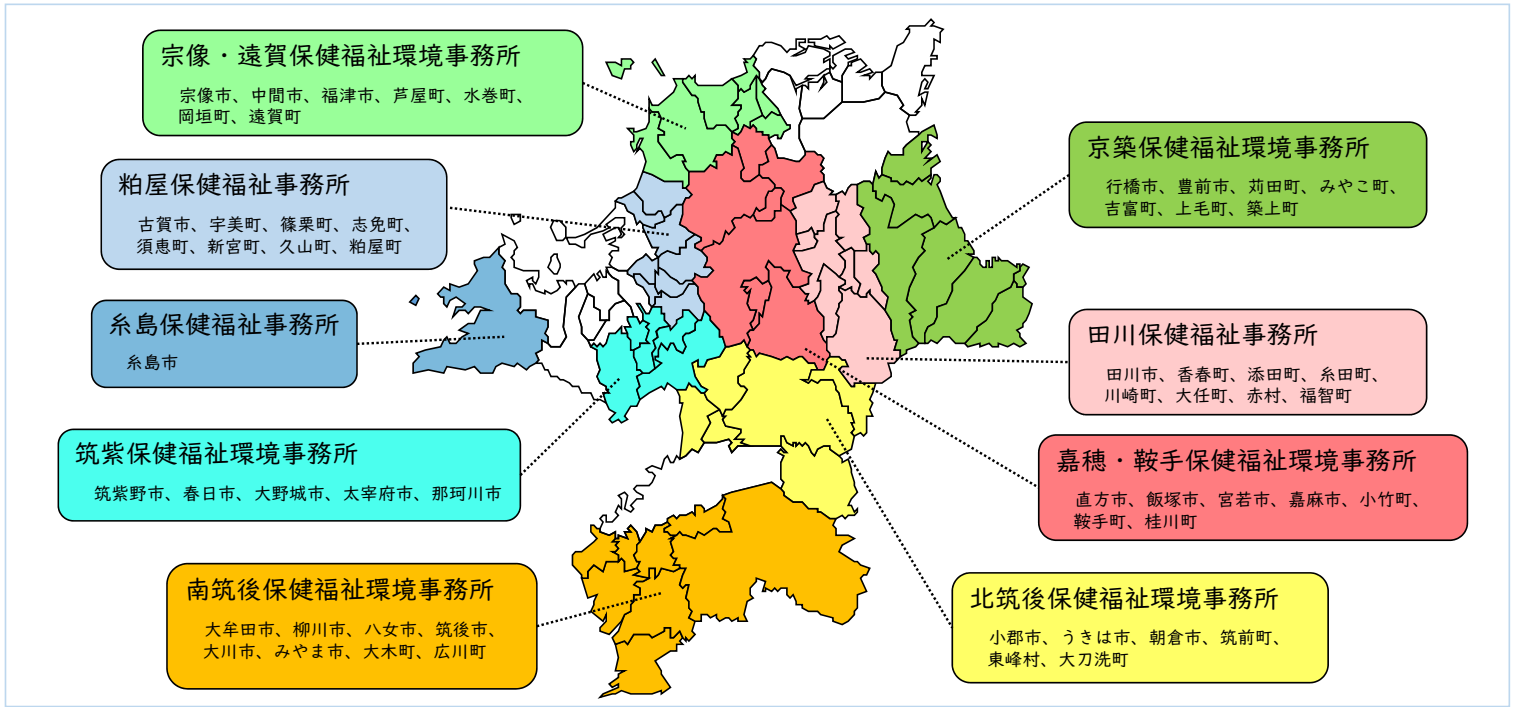 宗像・遠賀保健福祉環境事務所
宗像市、中間市、福津市、芦屋町、水巻町、
岡垣町、遠賀町
粕屋保健福祉事務所
古賀市、宇美町、篠栗町、志免町、
須恵町、新宮町、久山町、粕屋町
糸島保健福祉事務所
糸島市
筑紫保健福祉環境事務所
筑紫野市、春日市、大野城市、太宰府市、那珂川市
南筑後保健福祉環境事務所
大牟田市、柳川市、八女市、筑後市、
大川市、みやま市、大木町、広川町
京築保健福祉環境事務所
行橋市、豊前市、苅田町、みやこ町、
吉富町、上毛町、築上町
田川保健福祉事務所
田川市、香春町、添田町、糸田町、
川崎町、大任町、赤村、福智町
嘉穂・鞍手保健福祉環境事務所
直方市、飯塚市、宮若市、嘉麻市、小竹町、
鞍手町、桂川町
北筑後保健福祉環境事務所
小郡市、うきは市、朝倉市、筑前町、
東峰村、大刀洗町